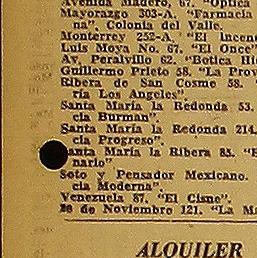 Avenida Madero, 67. "Optica
Mayorazgo 303-A. "Farmacia
na", Colonia del Valle.
Monterrey 252-A, "El Incen
Luis Moya No. 67. "El Once"
Av. Peralvillo 62. "Botica Hi
Guillermo Prieto 58. "La Prov
Ribera de San Cosme 58. "
ría Los Angeles".
Santa María la Redonda 53.
cia Burman".
Santa María la Redonda 214.
cia Progreso".
anta María la Ribera 85. "E
nario"
Soto y Pensador Mexicano.
cia Moderna".
Venezuela 87. "El Cisne".
de Noviembre 121. "La M
ALQUILER